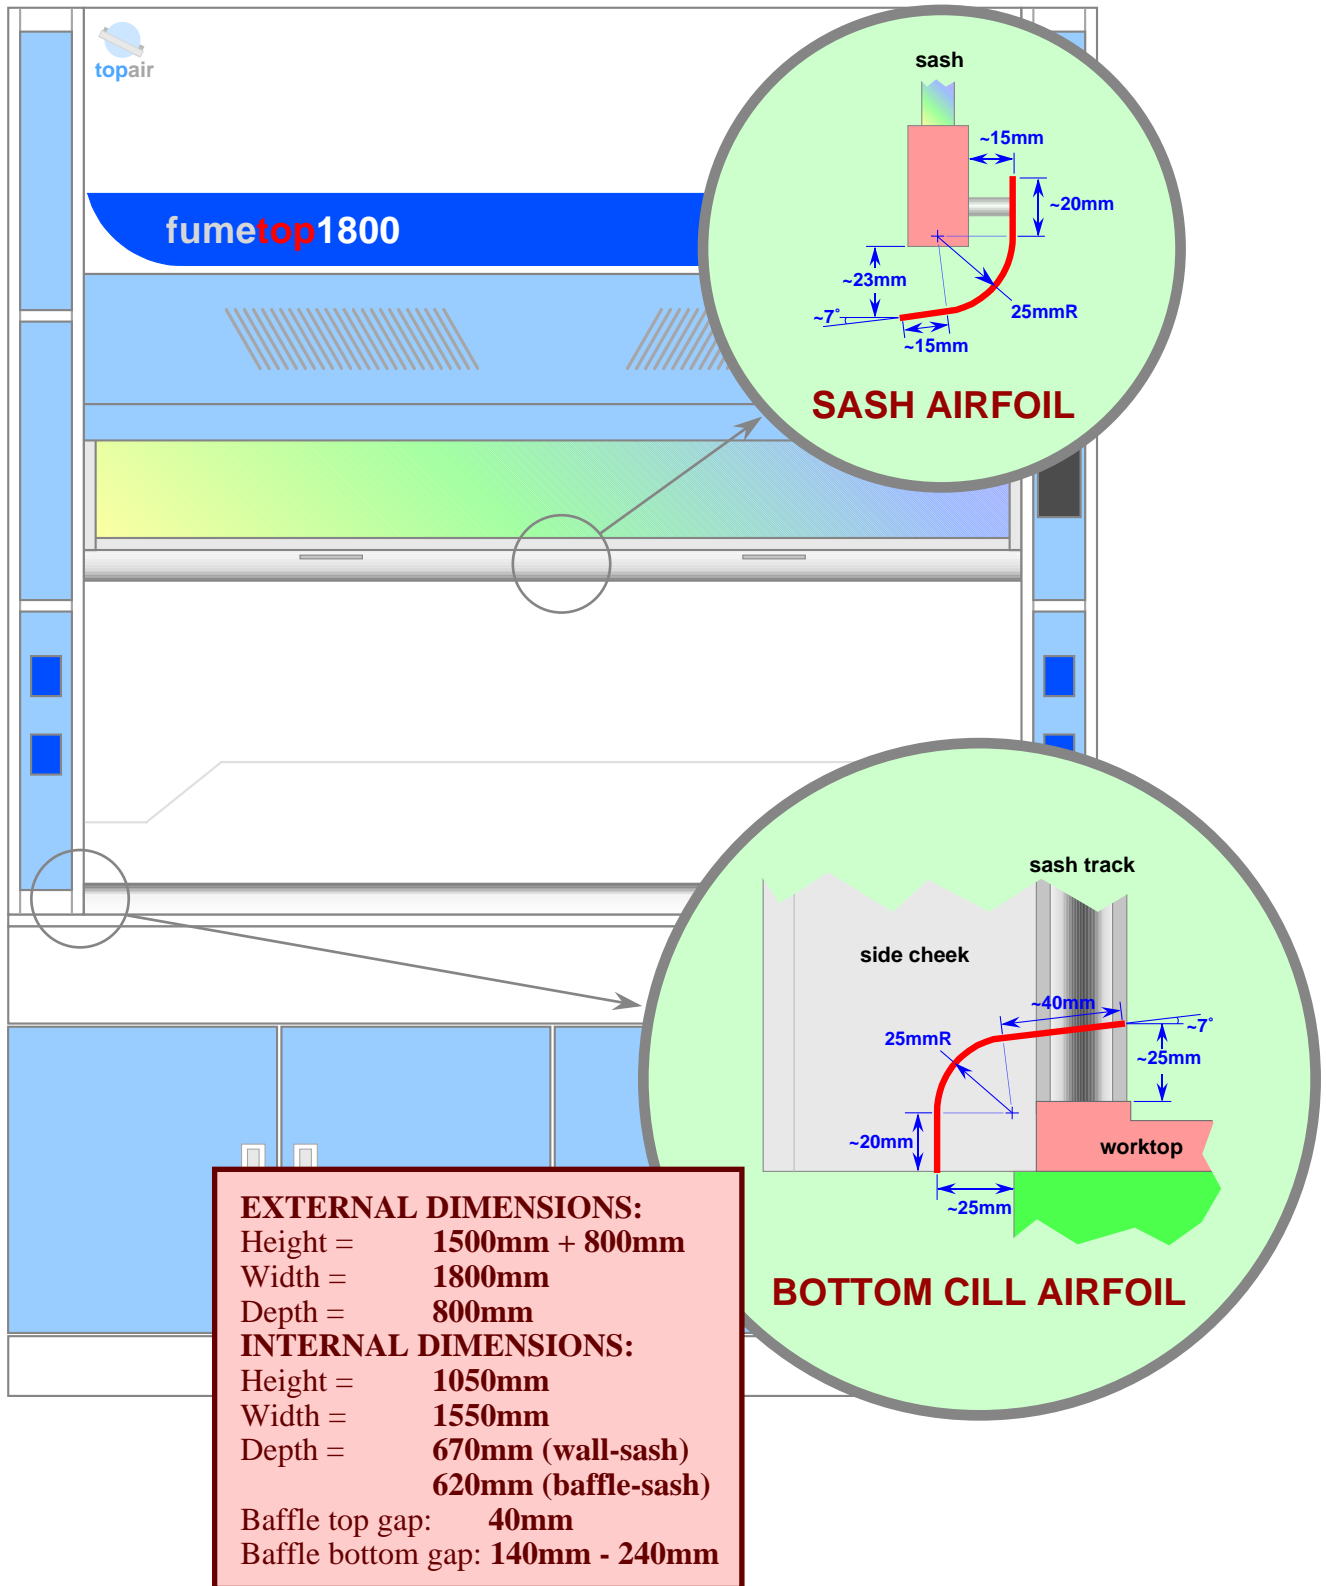 topair
fumetop1800
sash
~15mm
~20mm
~23mm
25mmR
~7°
~15mm
SASH AIRFOIL
sash track
side cheek
~40mm
~7°
25mmR
~25mm
~20mm
worktop
~25mm
BOTTOM CILL AIRFOIL
EXTERNAL DIMENSIONS:
Height = 1500mm + 800mm
Width = 1800mm
Depth = 800mm
INTERNAL DIMENSIONS:
Height = 1050mm
Width = 1550mm
Depth = 670mm (wall-sash)
620mm (baffle-sash)
Baffle top gap: 40mm
Baffle bottom gap: 140mm - 240mm